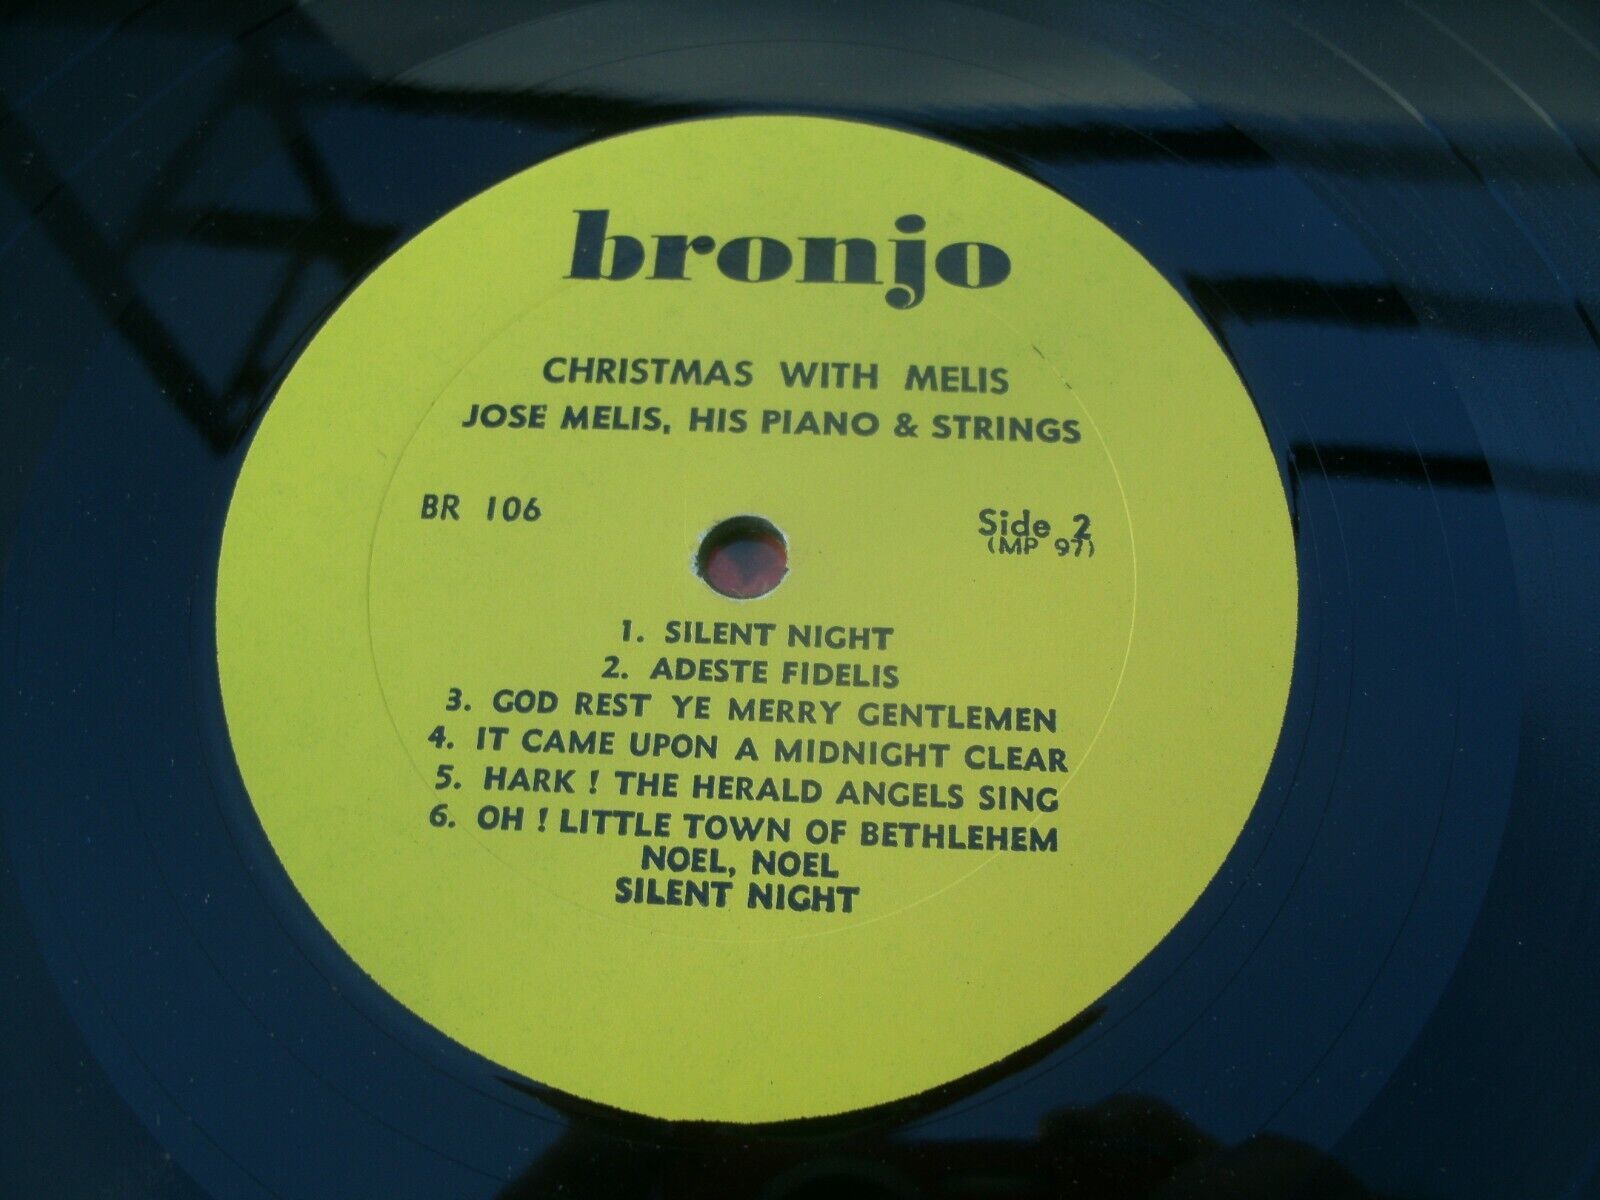 bronjo
CHRISTMAS WITH MELIS
JOSE MELIS, HIS PIANO & STRINGS
BR 106
Side 2
(MP 97)
1. SILENT NIGHT
2. ADESTE FIDELIS
3. GOD REST YE MERRY GENTLEMEN
4. IT CAME UPON A MIDNIGHT CLEAR
5. HARK ! THE HERALD ANGELS SING
6. OH ! LITTLE TOWN OF BETHLEHEM
NOEL, NOEL
SILENT NIGHT